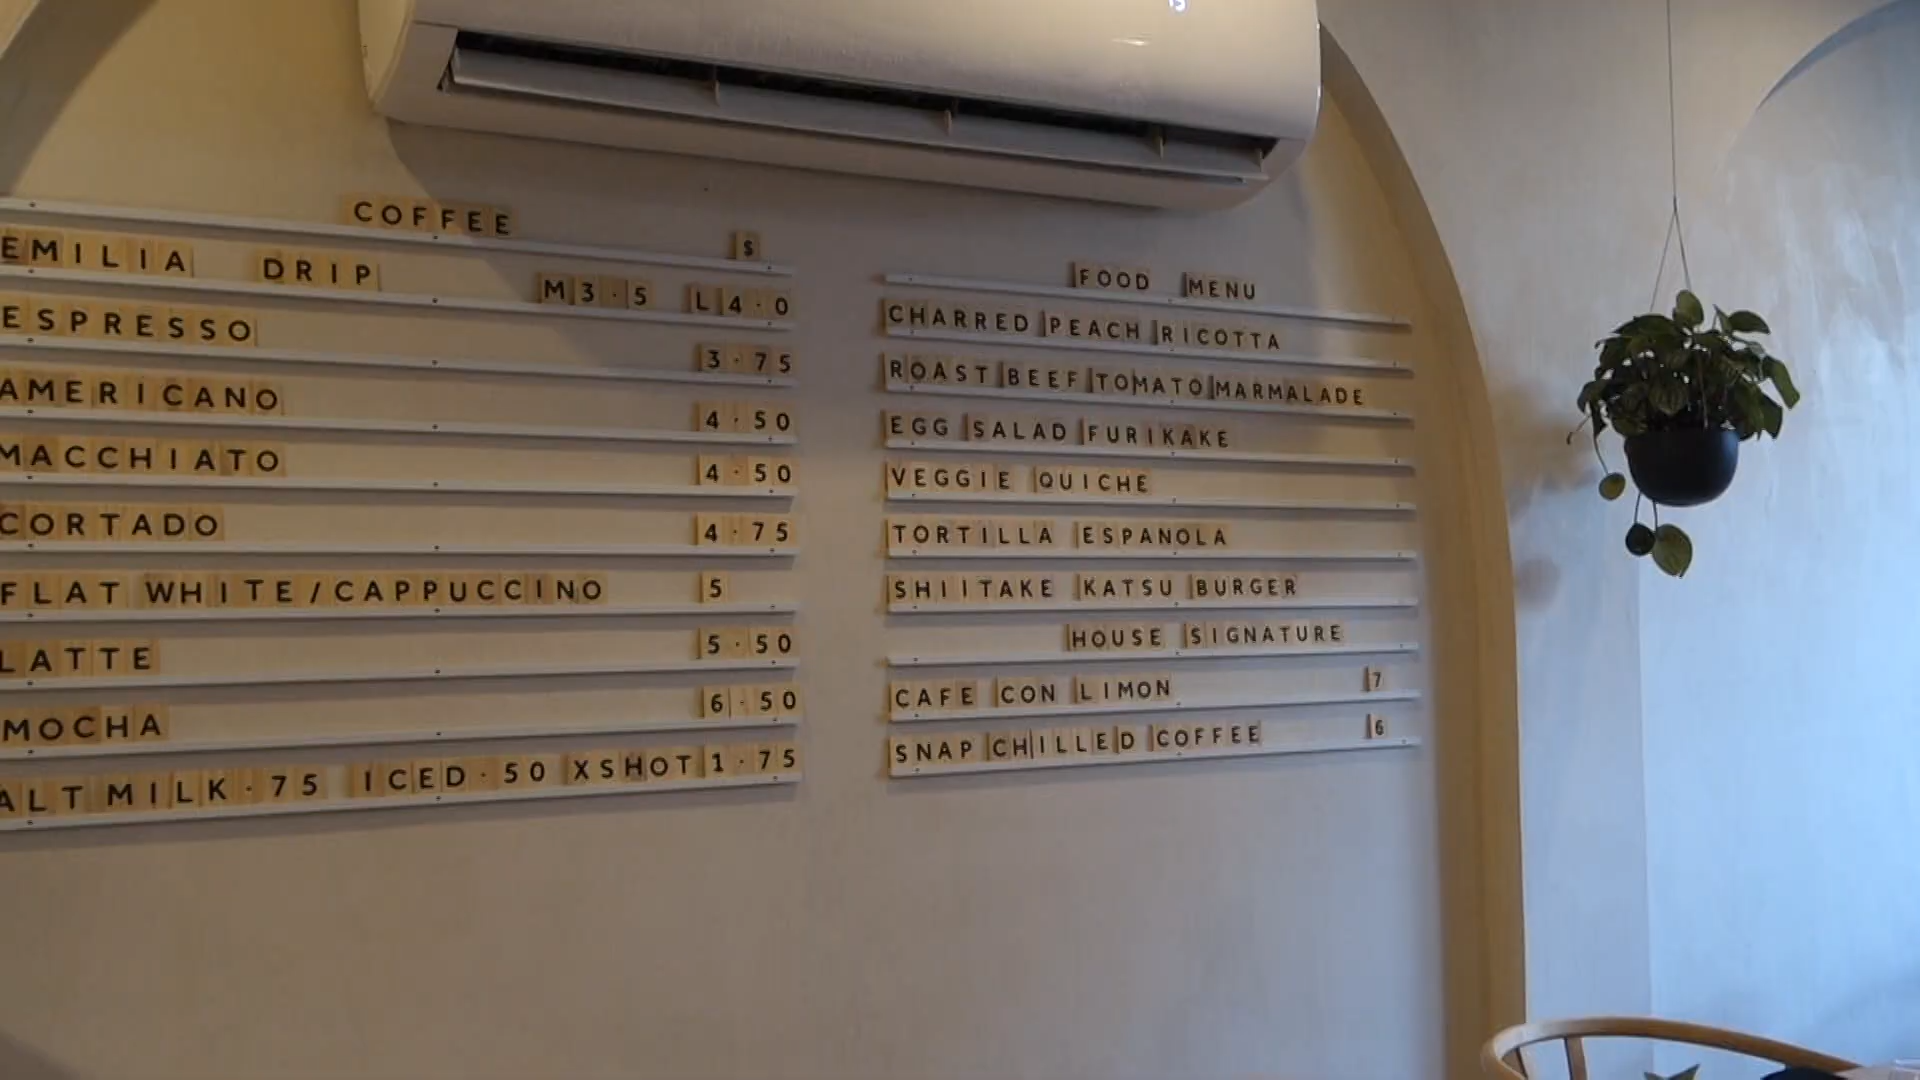 COFFEE $
EMILIA DRIP M3·5 L4·0
ESPRESSO 3·75
AMERICANO 4·50
MACCHIATO 4·50
CORTADO 4·75
FLAT WHITE/CAPPUCCINO 5
LATTE 5·50
MOCHA 6·50
ALT MILK·75 ICED·50 XSHOT 1·75
FOOD MENU
CHARRED PEACH RICOTTA
ROAST BEEF TOMATO MARMALADE
EGG SALAD FURIKAKE
VEGGIE QUICHE
TORTILLA ESPANOLA
SHIITAKE KATSU BURGER
HOUSE SIGNATURE
CAFE CON LIMON 7
SNAP CHILLED COFFEE 6